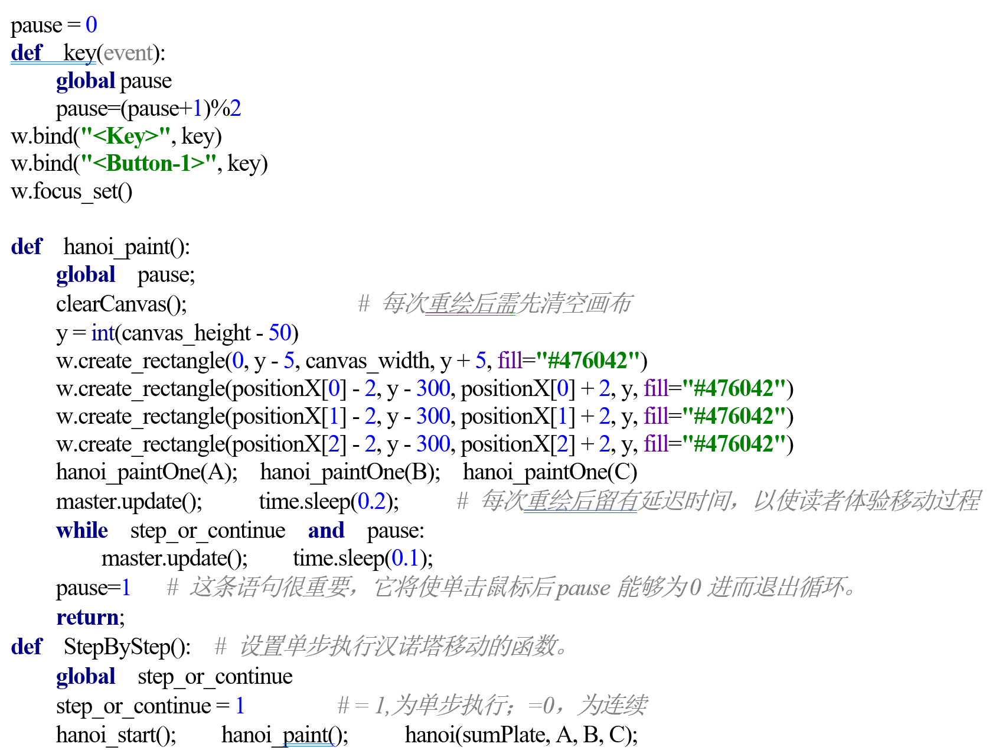 pause = 0
def key(event):
    global pause
    pause=(pause+1)%2
w.bind("<Key>", key)
w.bind("<Button-1>", key)
w.focus_set()

def hanoi_paint():
    global pause;
    clearCanvas(); # 每次重绘后需先清空画布
    y = int(canvas_height - 50)
    w.create_rectangle(0, y - 5, canvas_width, y + 5, fill="#476042")
    w.create_rectangle(positionX[0] - 2, y - 300, positionX[0] + 2, y, fill="#476042")
    w.create_rectangle(positionX[1] - 2, y - 300, positionX[1] + 2, y, fill="#476042")
    w.create_rectangle(positionX[2] - 2, y - 300, positionX[2] + 2, y, fill="#476042")
    hanoi_paintOne(A); hanoi_paintOne(B); hanoi_paintOne(C)
    master.update(); time.sleep(0.2); # 每次重绘后留有延迟时间，以使读者体验移动过程
    while step_or_continue and pause:
        master.update(); time.sleep(0.1);
    pause=1 # 这条语句很重要，它将使单击鼠标后 pause 能够为 0 进而退出循环。
    return;
def StepByStep(): # 设置单步执行汉诺塔移动的函数。
    global step_or_continue
    step_or_continue = 1 # = 1,为单步执行；=0，为连续
    hanoi_start(); hanoi_paint(); hanoi(sumPlate, A, B, C);